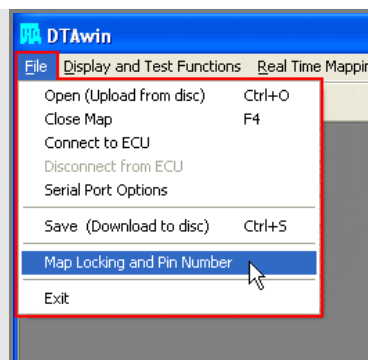 DTA DTAwin
File Display and Test Functions Real Time Mappin
Open (Upload from disc) Ctrl+O
Close Map F4
Connect to ECU
Disconnect from ECU
Serial Port Options
Save (Download to disc) Ctrl+S
Map Locking and Pin Number
Exit